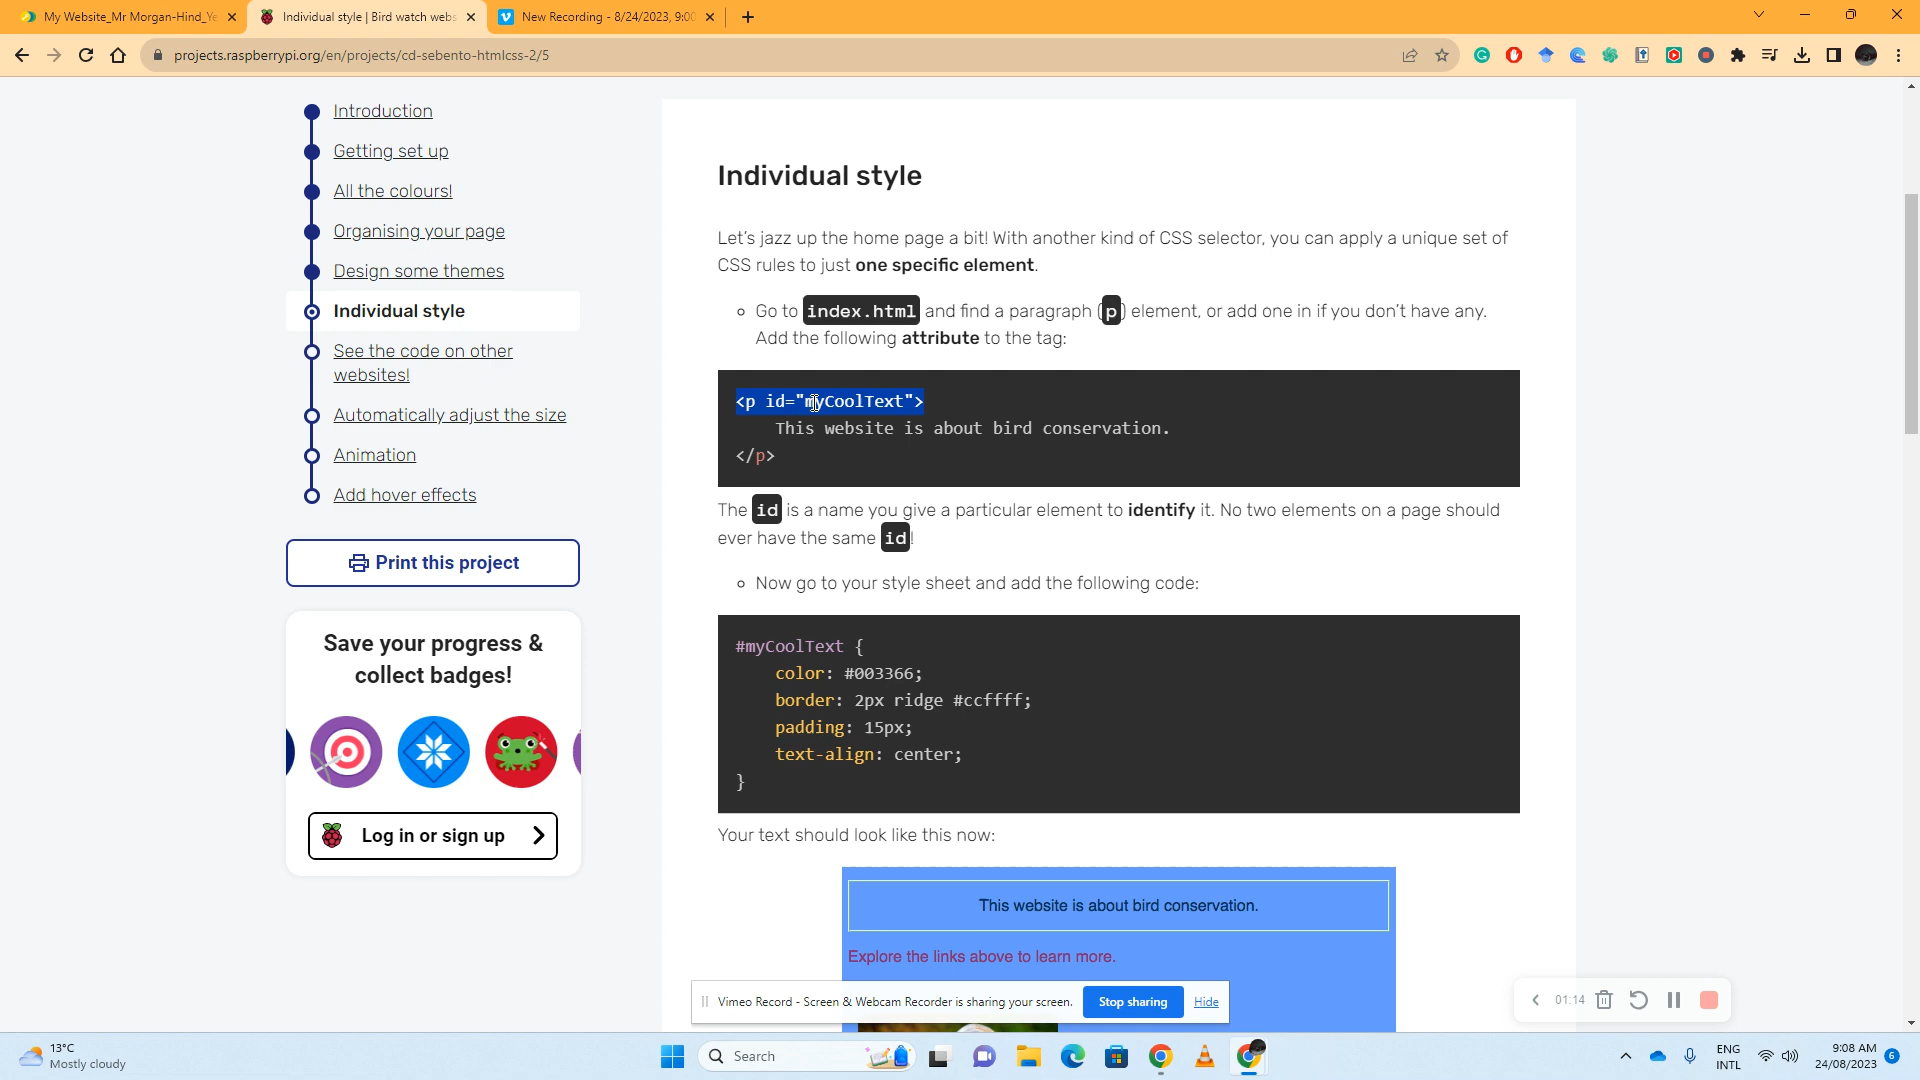 My Website_Mr Morgan-Hind_Ye
Individual style | Bird watch webs
New Recording - 8/24/2023, 9:00
projects.raspberrypi.org/en/projects/cd-sebento-htmlcss-2/5
Introduction
Getting set up
All the colours!
Organising your page
Design some themes
Individual style
See the code on other
websites!
Automatically adjust the size
Animation
Add hover effects
Print this project
Save your progress &
collect badges!
Log in or sign up
Individual style
Let's jazz up the home page a bit! With another kind of CSS selector, you can apply a unique set of
CSS rules to just one specific element.
Go to index.html and find a paragraph (p) element, or add one in if you don't have any.
Add the following attribute to the tag:
<p id="myCoolText">
This website is about bird conservation.
</p>
The id is a name you give a particular element to identify it. No two elements on a page should
ever have the same id!
Now go to your style sheet and add the following code:
#myCoolText {
color: #003366;
border: 2px ridge #ccffff;
padding: 15px;
text-align: center;
}
Your text should look like this now:
This website is about bird conservation.
Explore the links above to learn more.
Vimeo Record - Screen & Webcam Recorder is sharing your screen.
Stop sharing
Hide
01:14
13°C
Mostly cloudy
Search
ENG
INTL
9:08 AM
24/08/2023
6